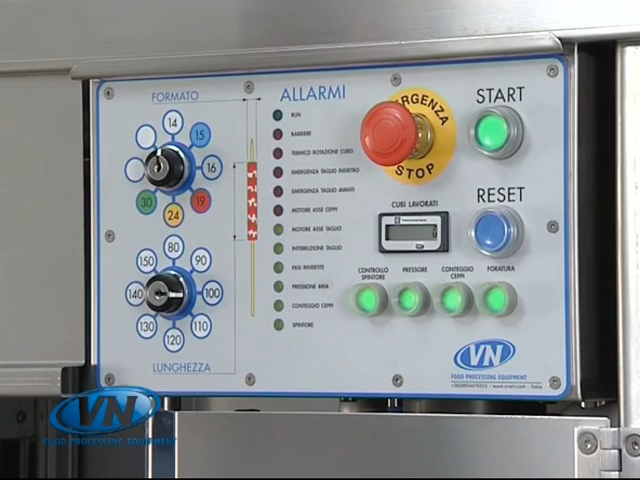 FORMATO
14
15
16
19
24
30
80
90
100
110
120
130
140
150
LUNGHEZZA
ALLARMI
RUN
BARRIERE
TERMICO ROTAZIONE CUBO
EMERGENZA TAGLIO INDIETRO
EMERGENZA TAGLIO AVANTI
MOTORE ASSE CEPPI
MOTORE ASSE TAGLIO
INTERRUZIONE TAGLIO
FASI INVERTITE
PRESSIONE ARIA
CONTEGGIO CEPPI
SPINTORE
STOP
START
CUBI LAVORATI
RESET
CONTROLLO
SPINTORE
PRESSORE
CONTEGGIO
CEPPI
FORATURA
VN
FOOD PROCESSING EQUIPMENT
VN
FOOD PROCESSING EQUIPMENT